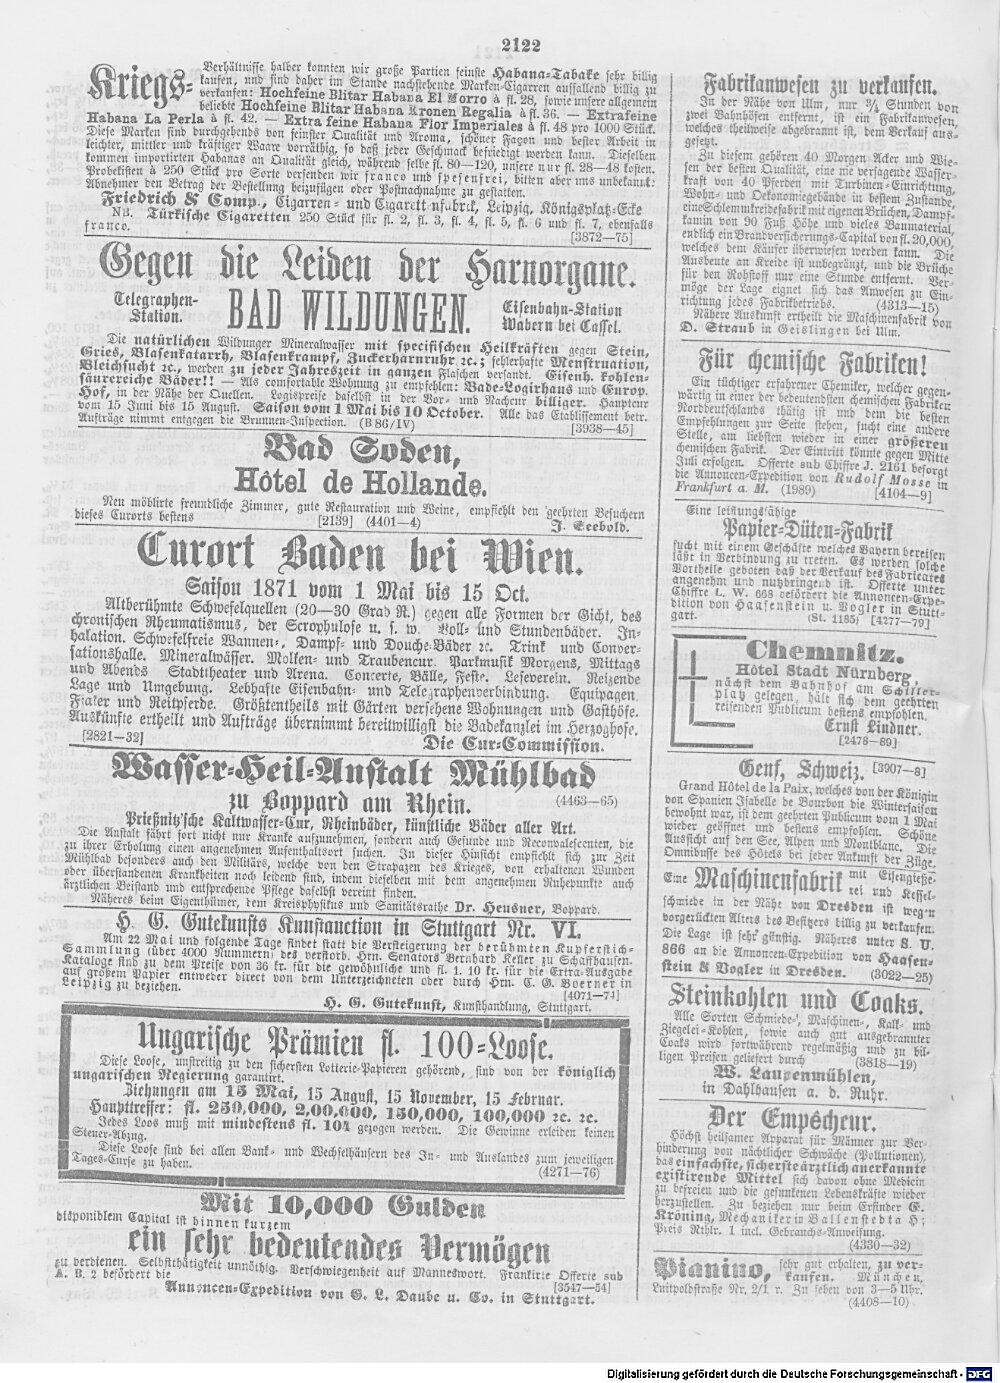 2122
Kriegs-
Verhältnisse halber konnten wir große Partien feinste Habana-Tabake sehr billig
kaufen, und sind daher im Stande nachstehende Marken-Cigarren auffallend billig zu
verkaufen: Hochfeine Blitar Habana El Morro à fl. 28, sowie unsere allgemein
beliebte Hochfeine Blitar Habana Kronen Regalia à fl. 36. — Extrafeine
Habana La Perla à fl. 42. — Extra feine Habana Flor Imperiales à fl. 48 pro 1000 Stück.
Diese Marken sind durchgehends von feinster Qualität und Aroma, schöner Façon und bester Arbeit in
leichter, mittler und kräftiger Waare vorräthig, so daß jeder Geschmack befriedigt werden kann. Dieselben
kommen importirten Habanas an Qualität gleich, während selbe fl. 80—120, unsere nur fl. 28—48 kosten.
Probekisten à 250 Stück pro Sorte versenden wir franco und spesenfrei, bitten aber uns unbekannte
Abnehmer den Betrag der Bestellung beizufügen oder Postnachnahme zu gestatten.
Friedrich & Comp., Cigarren- und Cigarettenfabrik, Leipzig, Königsplatz-Ecke
NB. Türkische Cigaretten 250 Stück für fl. 2, fl. 3, fl. 4, fl. 5, fl. 6 und fl. 7, ebenfalls
franco. [3872—75]
Gegen die Leiden der Harnorgane.
Telegraphen-
Station.
BAD WILDUNGEN.
Eisenbahn-Station
Wabern bei Cassel.
Die natürlichen Wildunger Mineralwasser mit specifischen Heilkräften gegen Stein,
Gries, Blasenkatarrh, Blasenkrampf, Zuckerharnruhr ꝛc.; fehlerhafte Menstruation,
Bleichsucht ꝛc., werden zu jeder Jahreszeit in ganzen Flaschen versandt. Eisenh. kohlen-
säurereiche Bäder!! — Als comfortable Wohnung zu empfehlen: Bade-Logirhaus und Europ.
Hof, in der Nähe der Quellen. Logispreise daselbst in der Vor- und Nachcur billiger. Hauptcur
vom 15 Juni bis 15 August. Saison vom 1 Mai bis 10 October. Alle das Etablissement betr.
Aufträge nimmt entgegen die Brunnen-Inspection. (B 86/IV) [3938—45]
Bad Soden,
Hôtel de Hollande.
Neu möblirte freundliche Zimmer, gute Restauration und Weine, empfiehlt den geehrten Besuchern
dieses Curorts bestens [2139] (4401—4) J. Seebold.
Curort Baden bei Wien.
Saison 1871 vom 1 Mai bis 15 Oct.
Altberühmte Schwefelquellen (20—30 Grad R.) gegen alle Formen der Gicht, des
chronischen Rheumatismus, der Scrophulose u. s. w. Voll- und Stundenbäder. In-
halation. Schwefelfreie Wannen-, Dampf- und Douche-Bäder ꝛc. Trink und Conver-
sationshalle. Mineralwässer. Molken- und Traubencur. Parkmusik Morgens, Mittags
und Abends Stadttheater und Arena. Concerte, Bälle, Feste. Leseverein. Reizende
Lage und Umgebung. Lebhafte Eisenbahn- und Telegraphenverbindung. Equipagen
Fiaker und Reitpferde. Größtentheils mit Gärten versehene Wohnungen und Gasthöfe.
Auskünfte ertheilt und Aufträge übernimmt bereitwilligst die Badekanzlei im Herzoghofe.
[2821—32] Die Cur-Commission.
Wasser-Heil-Anstalt Mühlbad
zu Boppard am Rhein. (4463—65)
Prießnitz'sche Kaltwasser-Cur, Rheinbäder, künstliche Bäder aller Art.
Die Anstalt fährt fort nicht nur Kranke aufzunehmen, sondern auch Gesunde und Reconvalescenten, die
zu ihrer Erholung einen angenehmen Aufenthaltsort suchen. In dieser Hinsicht empfiehlt sich zur Zeit
Mühlbad besonders auch den Militärs, welche von den Strapazen des Krieges, von erhaltenen Wunden
oder überstandenen Krankheiten noch leidend sind, indem dieselben mit dem angenehmen Ruhepunkte auch
ärztlichen Beistand und entsprechende Pflege daselbst vereint finden.
Näheres beim Eigenthümer, dem Kreisphysikus und Sanitätsrathe Dr. Heusner, Boppard.
H. G. Gutekunsts Kunstauction in Stuttgart Nr. VI.
Am 22 Mai und folgende Tage findet statt die Versteigerung der berühmten Kupferstich-
Sammlung (über 4000 Nummern) des verstorb. Hrn. Senators Bernhard Keller zu Schaffhausen.
Kataloge sind zu dem Preise von 36 kr. für die gewöhnliche und fl. 1. 10 kr. für die Extra-Ausgabe
auf großem Papier entweder direct von dem Unterzeichneten oder durch Hrn. C. G. Boerner in
Leipzig zu beziehen. [4071—74]
H. G. Gutekunst, Kunsthandlung, Stuttgart.
Ungarische Prämien fl. 100-Loose.
Diese Loose, unstreitig zu den sichersten Lotterie-Papieren gehörend, sind von der königlich
ungarischen Regierung garantirt.
Ziehungen am 15 Mai, 15 August, 15 November, 15 Februar.
Haupttreffer: fl. 250,000, 2,00,000, 150,000, 100,000 ꝛc. ꝛc.
Jedes Loos muß mit mindestens fl. 104 gezogen werden. Die Gewinne erleiden keinen
Steuer-Abzug.
Diese Loose sind bei allen Bank- und Wechselhäusern des In- und Auslandes zum jeweiligen
Tages-Curse zu haben. (4271—76)
Mit 10,000 Gulden
disponiblem Capital ist binnen kurzem
ein sehr bedeutendes Vermögen
zu verdienen. Selbstthätigkeit unnöthig. Verschwiegenheit auf Manneswort. Frankirte Offerte sub
A. B. 2 befördert die [3547—54]
Annoncen-Expedition von G. L. Daube u. Co. in Stuttgart.
Fabrikanwesen zu verkaufen.
In der Nähe von Ulm, nur ¾ Stunden von
zwei Bahnhöfen entfernt, ist ein Fabrikanwesen,
welches theilweise abgebrannt ist, dem Verkauf aus-
gesetzt.
Zu diesem gehören 40 Morgen Acker und Wie-
sen der besten Qualität, eine nie versagende Wasser-
kraft von 40 Pferden mit Turbinen-Einrichtung,
Wohn- und Oekonomiegebände in bestem Zustande,
eine Schlemmkreidefabrik mit eigenen Brüchen, Dampf-
kamin von 90 Fuß Höhe und vieles Baumaterial,
endlich ein Brandversicherungs-Capital von fl. 20,000,
welches dem Käufer überwiesen werden kann. Die
Ausbeute an Kreide ist unbegränzt, und die Brüche
für den Rohstoff nur eine Stunde entfernt. Ver-
möge der Lage eignet sich das Anwesen zu Ein-
richtung jedes Fabrikbetriebs. (4313—15)
Nähere Auskunft ertheilt die Maschinenfabrik von
D. Straub in Geislingen bei Ulm.
Für chemische Fabriken!
Ein tüchtiger erfahrener Chemiker, welcher gegen-
wärtig in einer der bedeutendsten chemischen Fabriken
Norddeutschlands thätig ist und dem die besten
Empfehlungen zur Seite stehen, sucht eine andere
Stelle, am liebsten wieder in einer größeren
chemischen Fabrik. Der Eintritt könnte gegen Mitte
Juli erfolgen. Offerte sub Chiffre J. 2161 befördert
die Annoncen-Expedition von Rudolf Mosse in
Frankfurt a. M. (1989) [4104—9]
Eine leistungsfähige
Papier-Düten-Fabrik
sucht mit einem Geschäfte welches Bayern bereisen
läßt in Verbindung zu treten. Es werden solche
Vortheile geboten daß der Verkauf des Fabricates
angenehm und nutzbringend ist. Offerte unter
Chiffre L. W. 668 befördert die Annoncen-Expe-
dition von Haasenstein u. Vogler in Stutt-
gart. (St. 1185) [4277—79]
Chemnitz.
Hôtel Stadt Nürnberg,
nächst dem Bahnhof am Schiller-
platz gelegen, hält sich dem geehrten
reisenden Publicum bestens empfohlen.
Ernst Lindner.
[2478—89]
Genf, Schweiz. [3907—8]
Grand Hôtel de la Paix, welches von der Königin
von Spanien Isabelle de Bourbon die Wintersaison
bewohnt war, ist dem geehrten Publicum vom 1 Mai
wieder geöffnet und bestens empfohlen. Schöne
Aussicht auf den See, Alpen und Montblanc. Die
Omnibusse des Hôtels bei jeder Ankunft der Züge.
Eine Maschinenfabrik mit Eisengieße-
rei und Kessel-
schmiede in der Nähe von Dresden ist wegen
vorgerückten Alters des Besitzers billig zu verkaufen.
Die Lage ist sehr günstig. Näheres unter S. U.
866 an die Annoncen-Expedition von Haasen-
stein & Vogler in Dresden. (3022—25)
Steinkohlen und Coaks.
Alle Sorten Schmiede-, Maschinen-, Kalk- und
Ziegelei-Kohlen, sowie auch gut ausgebrannter
Coaks wird fortwährend regelmäßig und zu bil-
ligen Preisen geliefert durch (3818—19)
W. Laupenmühlen,
in Dahlhausen a. d. Ruhr.
Der Empêcheur.
Höchst heilsamer Apparat für Männer zur Ver-
hinderung von nächtlicher Schwäche (Pollutionen),
das einfachste, sicherste ärztlich anerkannte
existirende Mittel sich davon ohne Medicin
zu befreien und die gesunkenen Lebenskräfte wieder
herzustellen. Zu beziehen nur beim Erfinder E.
Kröning, Mechaniker in Ballenstedt a H;
Preis Rthlr. 1 incl. Gebrauchs-Anweisung.
(4330—32)
Pianino, sehr gut erhalten, zu ver-
kaufen. München,
Luitpoldstraße Nr. 2/1 r. Zu sehen von 3—5 Uhr.
(4408—10)
Digitalisierung gefördert durch die Deutsche Forschungsgemeinschaft - DFG